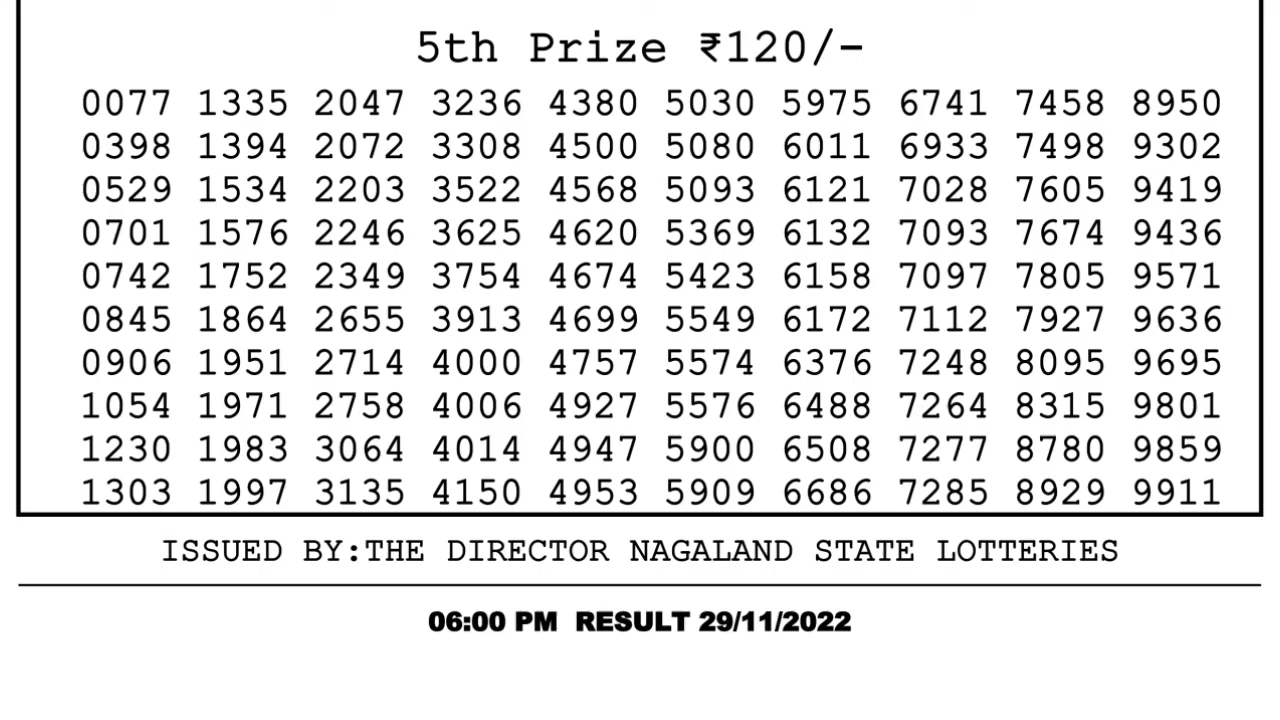 5th Prize ₹120/-
0077 1335 2047 3236 4380 5030 5975 6741 7458 8950
0398 1394 2072 3308 4500 5080 6011 6933 7498 9302
0529 1534 2203 3522 4568 5093 6121 7028 7605 9419
0701 1576 2246 3625 4620 5369 6132 7093 7674 9436
0742 1752 2349 3754 4674 5423 6158 7097 7805 9571
0845 1864 2655 3913 4699 5549 6172 7112 7927 9636
0906 1951 2714 4000 4757 5574 6376 7248 8095 9695
1054 1971 2758 4006 4927 5576 6488 7264 8315 9801
1230 1983 3064 4014 4947 5900 6508 7277 8780 9859
1303 1997 3135 4150 4953 5909 6686 7285 8929 9911
ISSUED BY:THE DIRECTOR NAGALAND STATE LOTTERIES
06:00 PM RESULT 29/11/2022